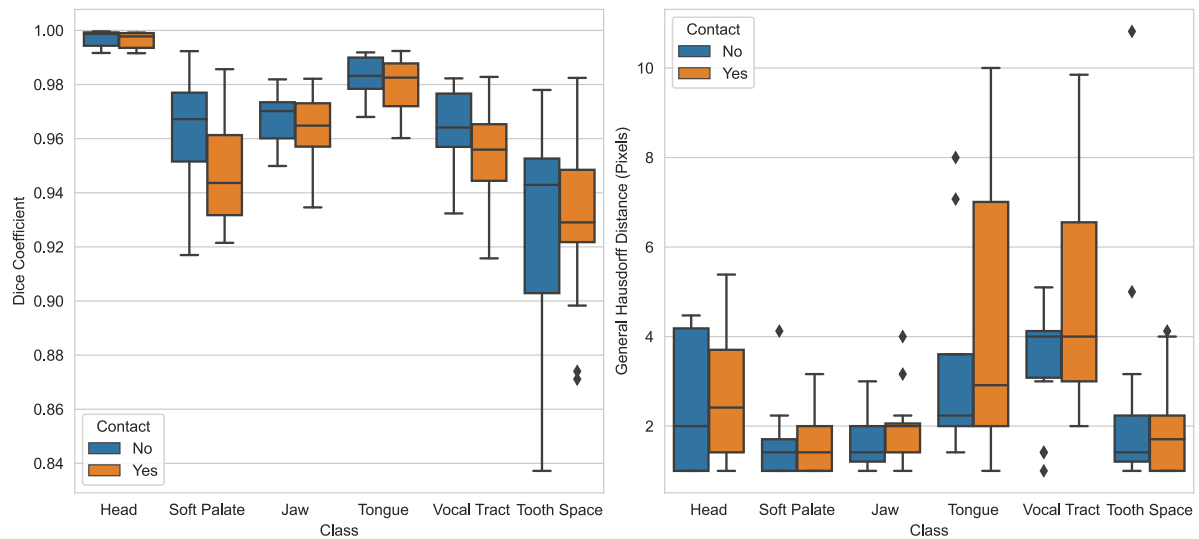 1.00
0.98
0.96
0.94
0.92
0.90
0.88
0.86
0.84
Dice Coefficient
Contact
No
Yes
Head Soft Palate Jaw Tongue Vocal Tract Tooth Space
Class
10
8
6
4
2
General Hausdorff Distance (Pixels)
Contact
No
Yes
Head Soft Palate Jaw Tongue Vocal Tract Tooth Space
Class